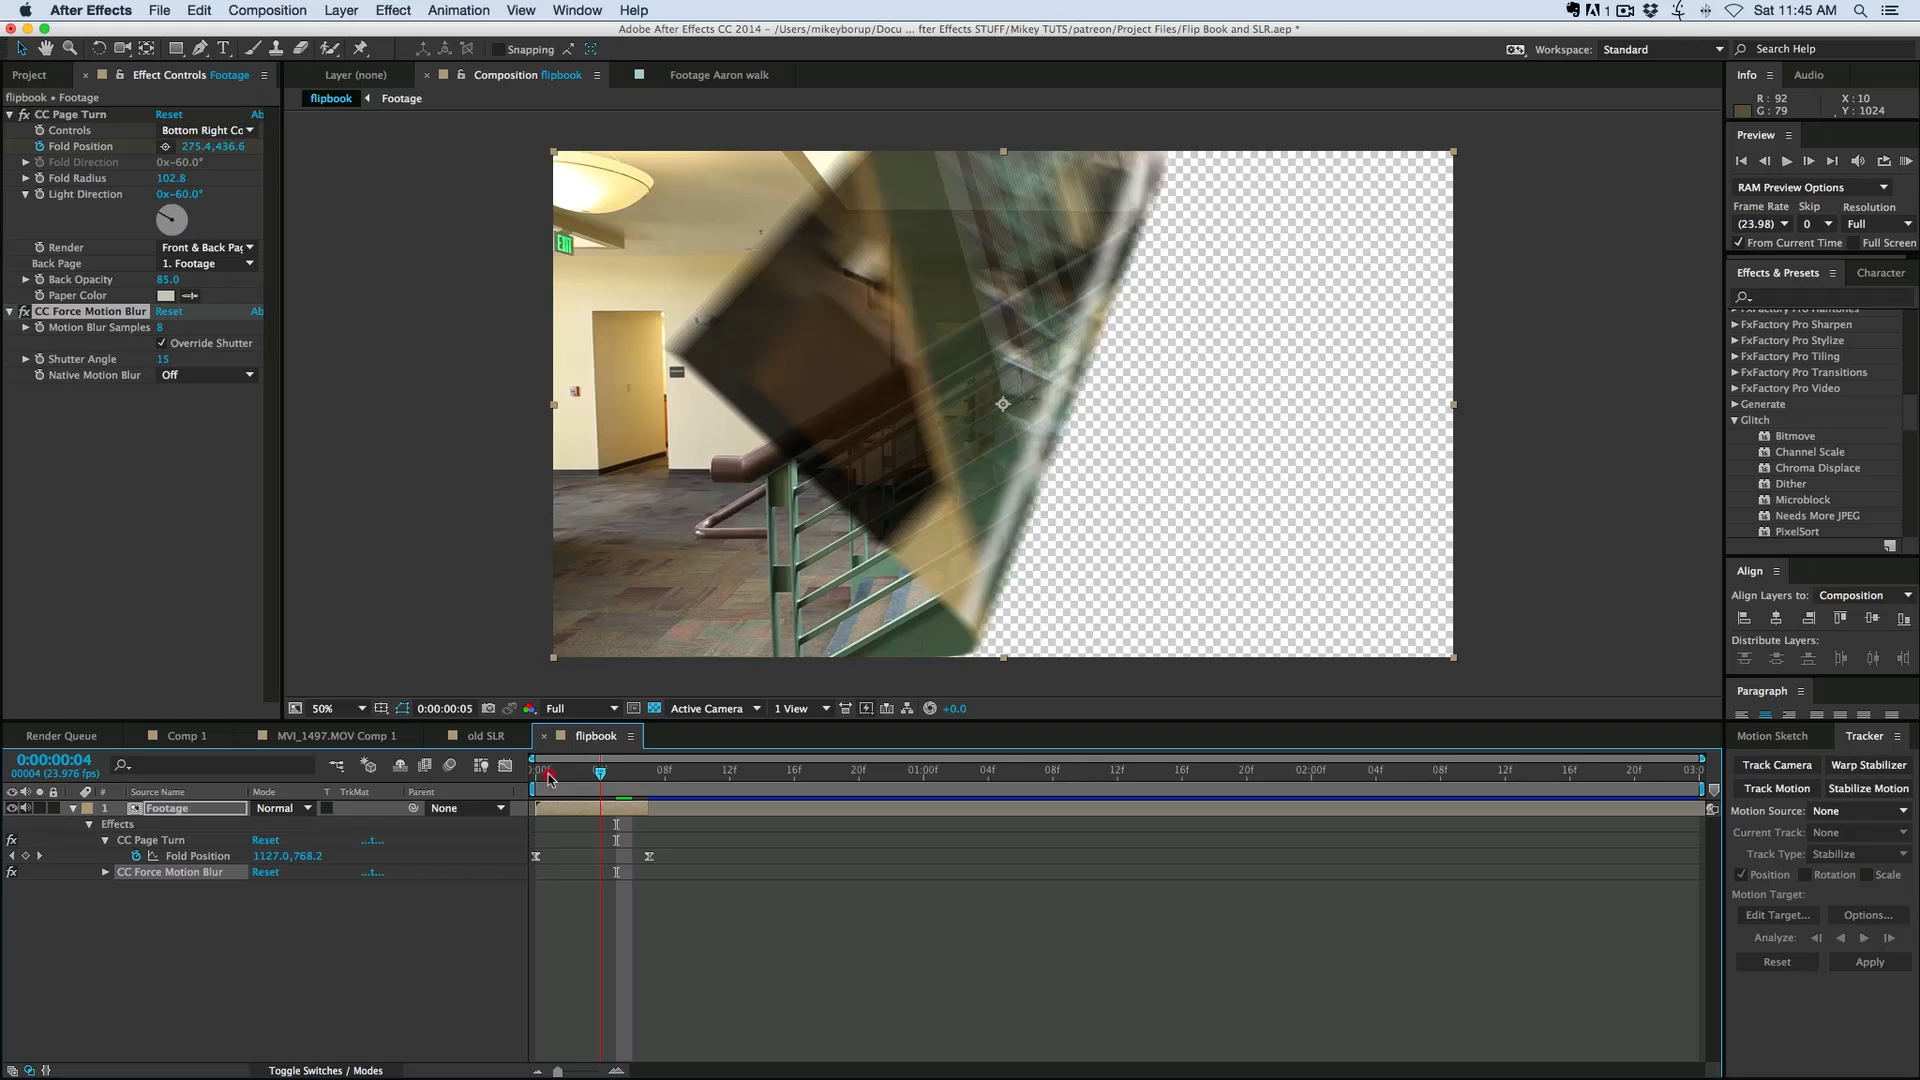 After Effects File Edit Composition Layer Effect Animation View Window Help
1 Sat 11:45 AM
Adobe After Effects CC 2014 - /Users/mikeyborup/Docu ... fter Effects STUFF/Mikey TUTS/patreon/Project Files/Flip Book and SLR.aep *
Snapping
Workspace: Standard
Search Help
Project
Effect Controls Footage
Layer (none)
Composition flipbook
Footage Aaron walk
Info
Audio
flipbook • Footage
flipbook
Footage
R: 92
G: 79
X: 10
Y: 1024
fx CC Page Turn Reset Ab
Controls Bottom Right Co
Fold Position 275.4,436.6
Fold Direction 0x-60.0°
Fold Radius 102.8
Light Direction 0x-60.0°
Render Front & Back Pag
Back Page 1. Footage
Back Opacity 85.0
Paper Color
fx CC Force Motion Blur Reset Ab
Motion Blur Samples 8
Override Shutter
Shutter Angle 15
Native Motion Blur Off
EXIT
Preview
RAM Preview Options
Frame Rate Skip Resolution
(23.98) 0 Full
From Current Time Full Screen
Effects & Presets
Character
FxFactory Pro Halftones
FxFactory Pro Sharpen
FxFactory Pro Stylize
FxFactory Pro Tiling
FxFactory Pro Transitions
FxFactory Pro Video
Generate
Glitch
Bitmove
Channel Scale
Chroma Displace
Dither
Microblock
Needs More JPEG
PixelSort
Align
Align Layers to: Composition
Distribute Layers:
Paragraph
50% 0:00:00:05 Full Active Camera 1 View +0.0
Render Queue
Comp 1
MVI_1497.MOV Comp 1
old SLR
flipbook
Motion Sketch
Tracker
0:00:00:04
00004 (23.976 fps)
08f 12f 16f 20f 01:00f 04f 08f 12f 16f 20f 02:00f 04f 08f 12f 16f 20f 03:0
# Source Name Mode T TrkMat Parent
1 Footage Normal None
Effects
fx CC Page Turn Reset ...t...
Fold Position 1127.0,768.2
fx CC Force Motion Blur Reset ...t...
Track Camera Warp Stabilizer
Track Motion Stabilize Motion
Motion Source: None
Current Track: None
Track Type: Stabilize
Position Rotation Scale
Motion Target:
Edit Target... Options...
Analyze:
Reset Apply
Toggle Switches / Modes